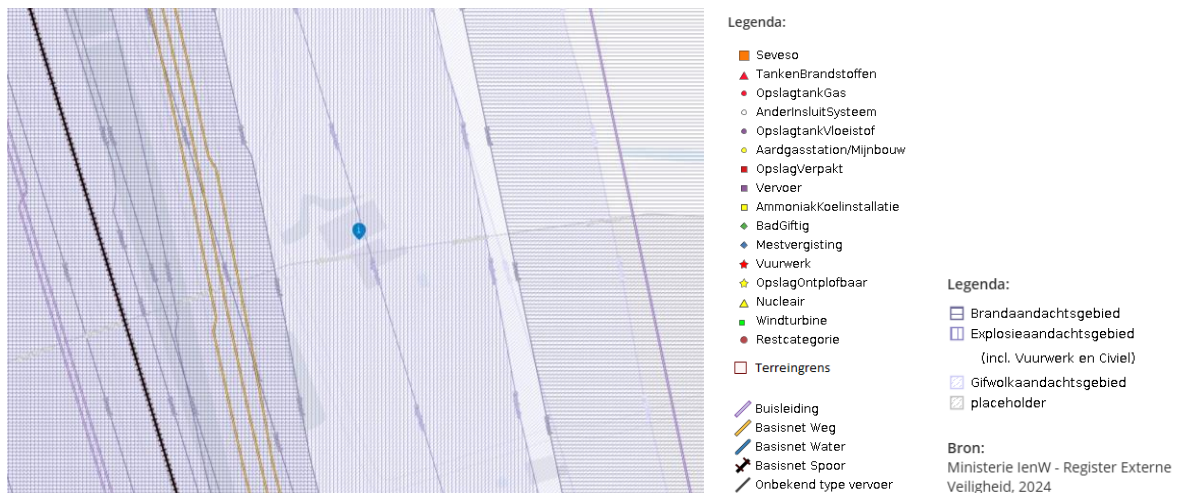 Legenda:
Seveso
TankenBrandstoffen
OpslagtankGas
AnderInsluitSysteem
OpslagtankVloeistof
Aardgasstation/Mijnbouw
OpslagVerpakt
Vervoer
AmmoniakKoelinstallatie
BadGiftig
Mestvergisting
Vuurwerk
OpslagOntplofbaar
Nucleair
Windturbine
Restcategorie
Terreingrens
Buisleiding
Basisnet Weg
Basisnet Water
Basisnet Spoor
Onbekend type vervoer
Legenda:
Brandaandachtsgebied
Explosieaandachtsgebied
(incl. Vuurwerk en Civiel)
Gifwolkaandachtsgebied
placeholder
Bron:
Ministerie IenW - Register Externe
Veiligheid, 2024